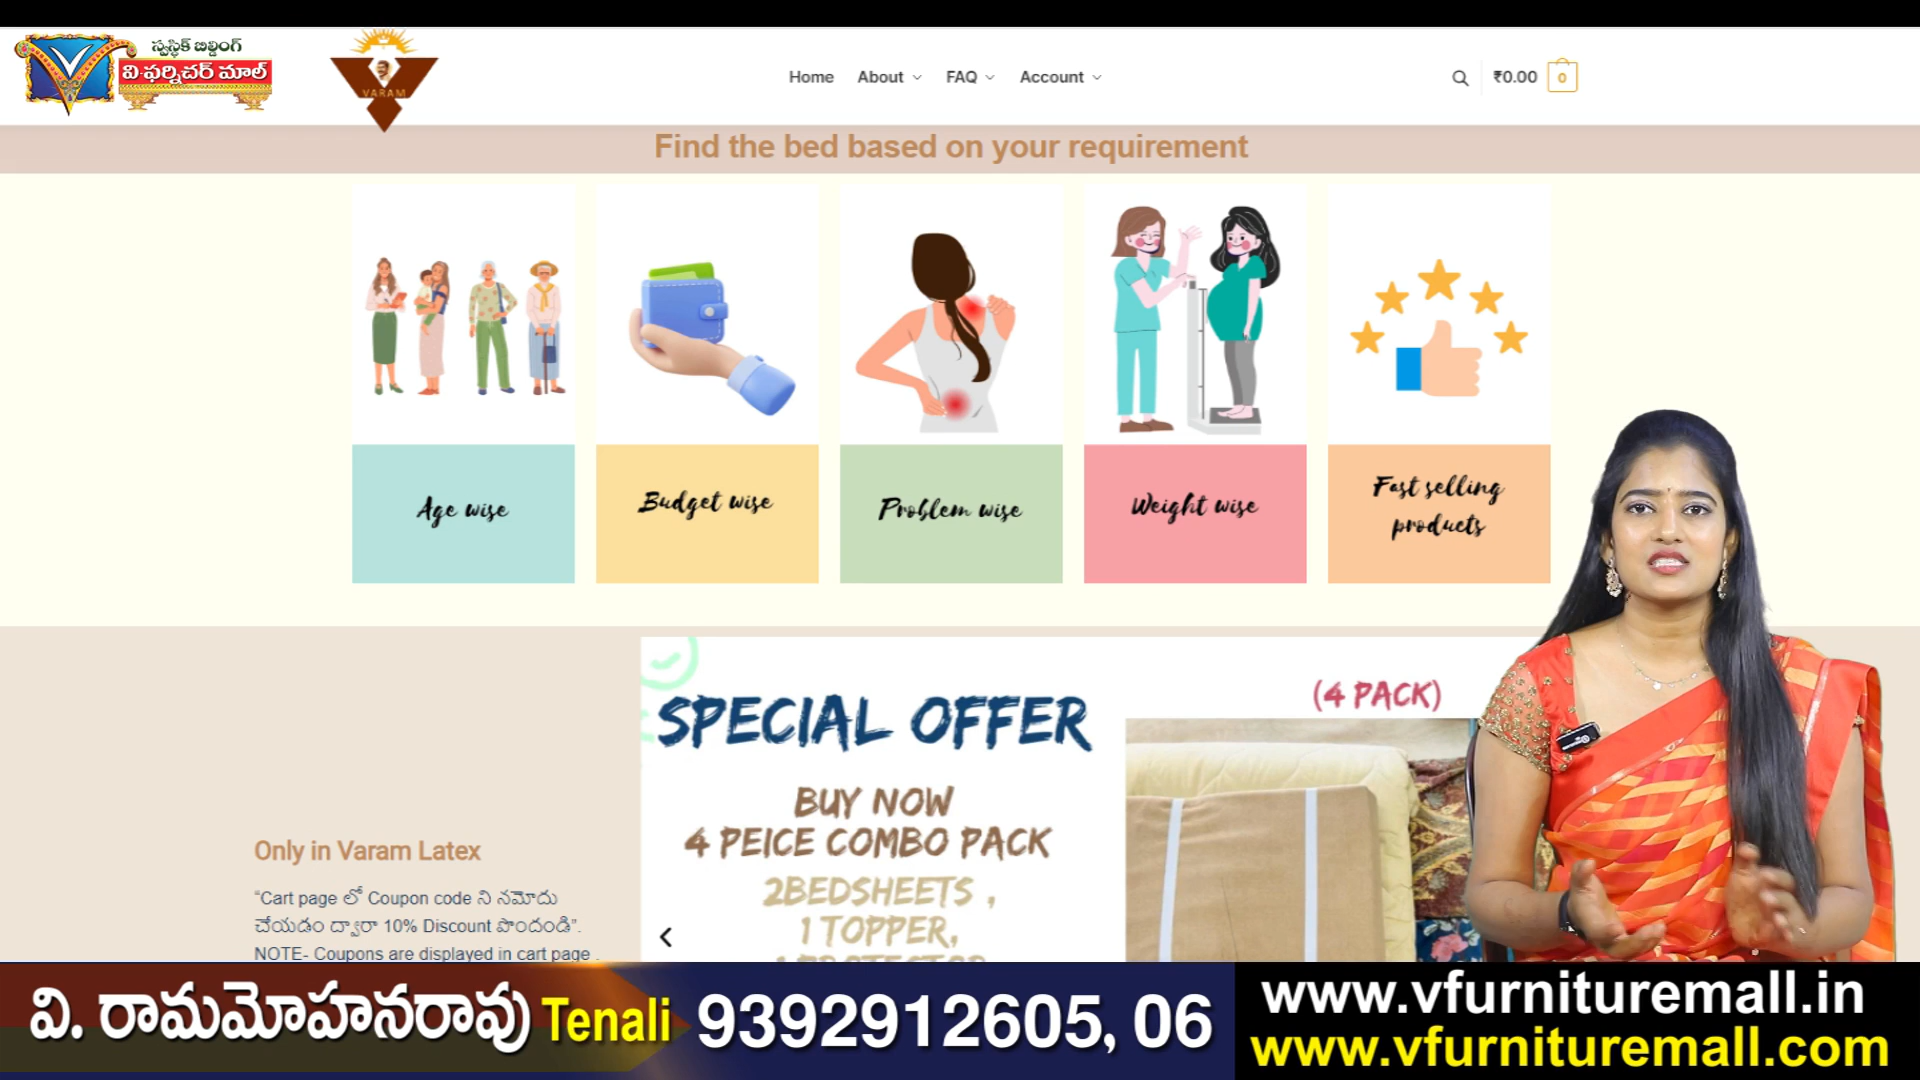 స్వస్తిక్ బిల్డింగ్
వి-ఫర్నిచర్ మాల్
VARAM
Home About FAQ Account
₹0.00 0
Find the bed based on your requirement
Age wise
Budget wise
Problem wise
Weight wise
Fast selling
products
SPECIAL OFFER
(4 PACK)
BUY NOW
4 PEICE COMBO PACK
2BEDSHEETS ,
1 TOPPER,
Only in Varam Latex
“Cart page లో Coupon code ని నమోదు
చేయడం ద్వారా 10% Discount పొందండి”.
NOTE- Coupons are displayed in cart page .
వి. రామమోహనరావు Tenali 9392912605, 06
www.vfurnituremall.in
www.vfurnituremall.com